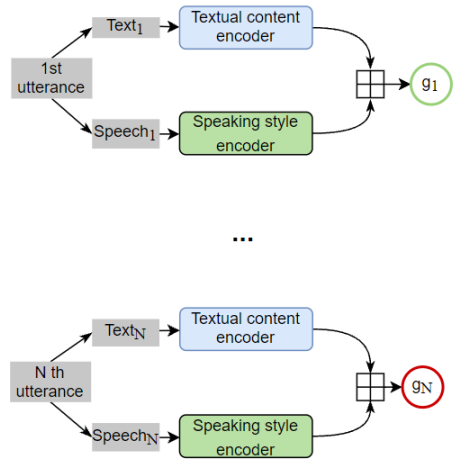 Text1
Textual content
encoder
1st
utterance
g1
Speech1
Speaking style
encoder
...
TextN
Textual content
encoder
N th
utterance
gN
SpeechN
Speaking style
encoder